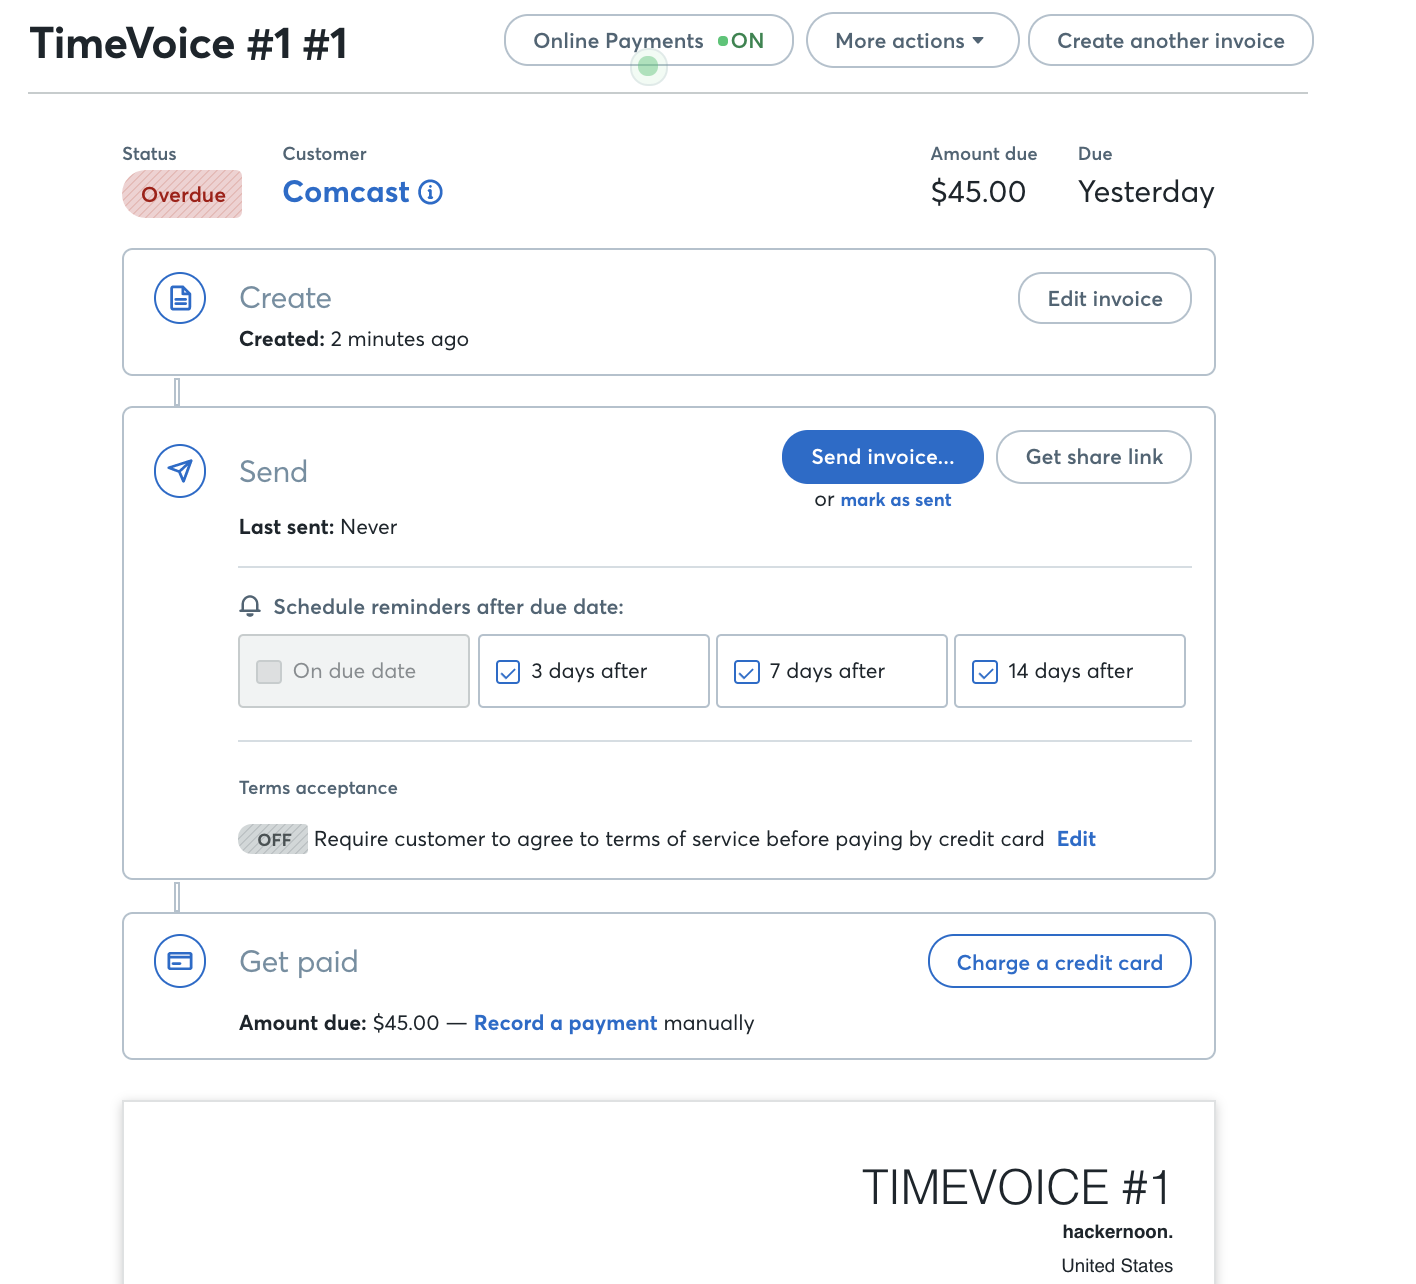 TimeVoice #1 #1
Online Payments ON
More actions
Create another invoice
Status
Customer
Amount due
Due
Overdue
Comcast
$45.00
Yesterday
Create
Edit invoice
Created: 2 minutes ago
Send
Send invoice...
Get share link
or mark as sent
Last sent: Never
Schedule reminders after due date:
On due date
3 days after
7 days after
14 days after
Terms acceptance
OFF Require customer to agree to terms of service before paying by credit card Edit
Get paid
Charge a credit card
Amount due: $45.00 — Record a payment manually
TIMEVOICE #1
hackernoon.
United States